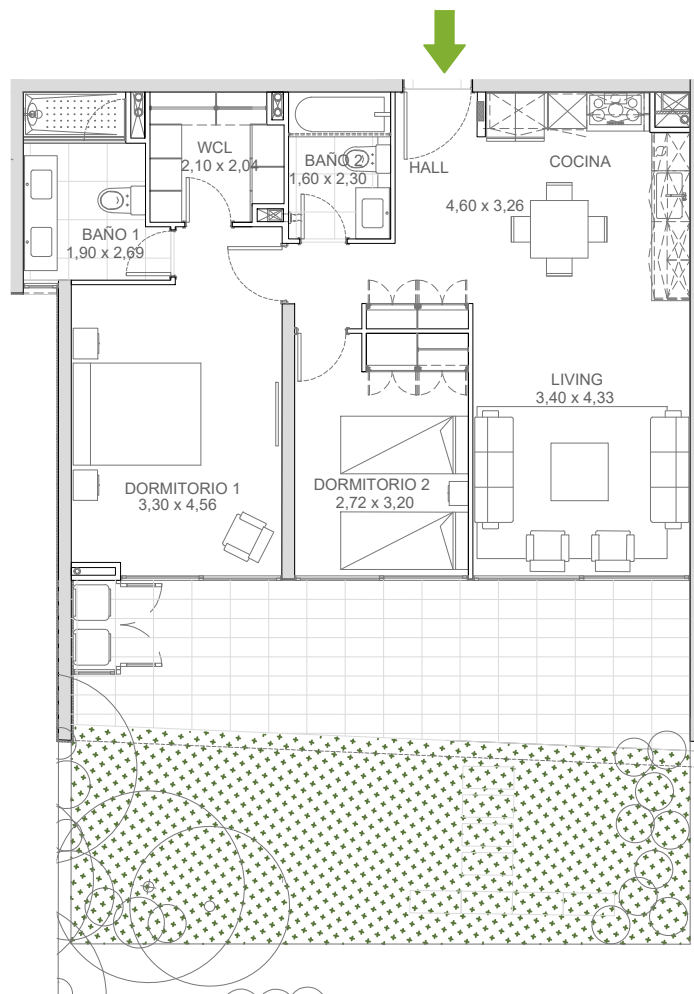 WCL
2,10 x 2,04
BAÑO 2
1,60 x 2,30
HALL
COCINA
4,60 x 3,26
BAÑO 1
1,90 x 2,69
LIVING
3,40 x 4,33
DORMITORIO 1
3,30 x 4,56
DORMITORIO 2
2,72 x 3,20